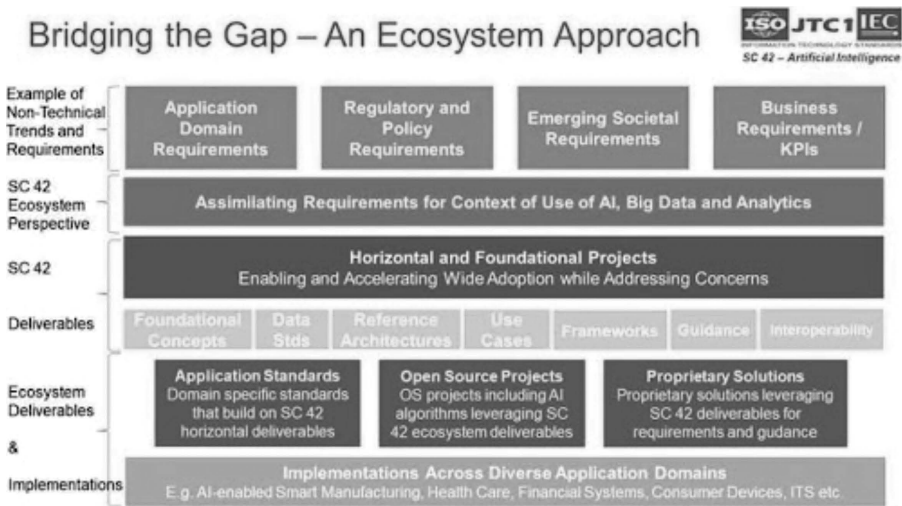 Bridging the Gap – An Ecosystem Approach
ISO JTC1 IEC
INFORMATION TECHNOLOGY STANDARDS
SC 42 – Artificial Intelligence
Example of
Non-Technical
Trends and
Requirements
Application
Domain
Requirements
Regulatory and
Policy
Requirements
Emerging Societal
Requirements
Business
Requirements /
KPIs
SC 42
Ecosystem
Perspective
Assimilating Requirements for Context of Use of AI, Big Data and Analytics
SC 42
Horizontal and Foundational Projects
Enabling and Accelerating Wide Adoption while Addressing Concerns
Deliverables
Foundational
Concepts
Data
Stds
Reference
Architectures
Use
Cases
Frameworks
Guidance
Interoperability
Ecosystem
Deliverables
&
Implementations
Application Standards
Domain specific standards
that build on SC 42
horizontal deliverables
Open Source Projects
OS projects including AI
algorithms leveraging SC
42 ecosystem deliverables
Proprietary Solutions
Proprietary solutions leveraging
SC 42 deliverables for
requirements and guidance
Implementations Across Diverse Application Domains
E.g. AI-enabled Smart Manufacturing, Health Care, Financial Systems, Consumer Devices, ITS etc.